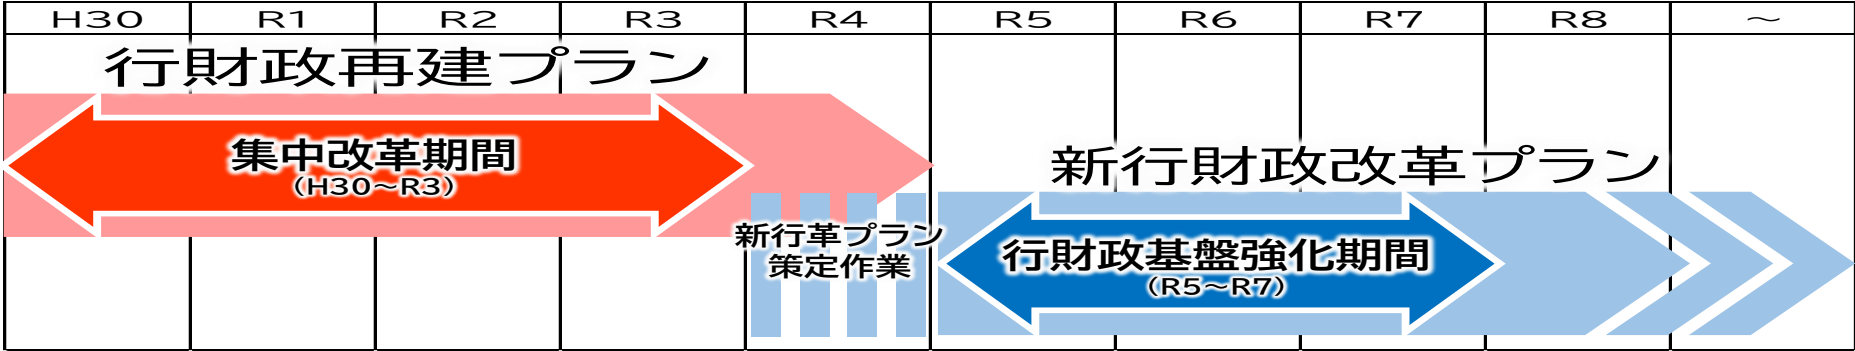 H30 R1 R2 R3 R4 R5 R6 R7 R8 ～
行財政再建プラン
集中改革期間
（H30～R3）
新行財政改革プラン
新行革プラン
策定作業
行財政基盤強化期間
（R5～R7）